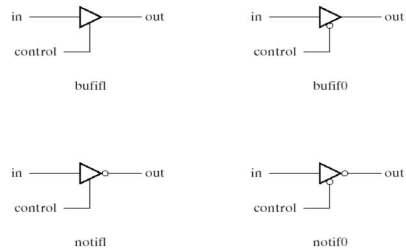 in out in out
control control
bufif1 bufif0
in out in out
control control
notif1 notif0